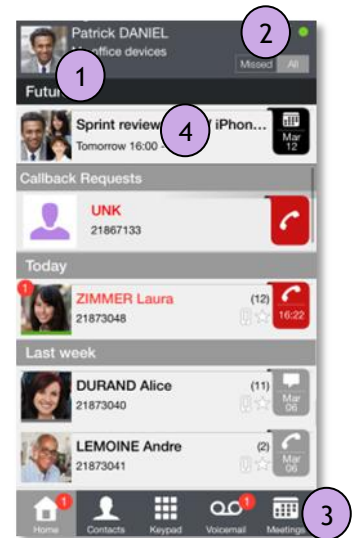 Patrick DANIEL
office devices
2
Missed All
1
Futur
Sprint review / iPhon...
4
Tomorrow 16:00 -
Mar
12
Callback Requests
UNK
21867133
Today
1
ZIMMER Laura (12)
21873048
16:22
Last week
DURAND Alice (11)
21873040
Mar
06
LEMOINE Andre (2)
21873041
Mar
06
1 1
Home Contacts Keypad Voicemail Meetings
3